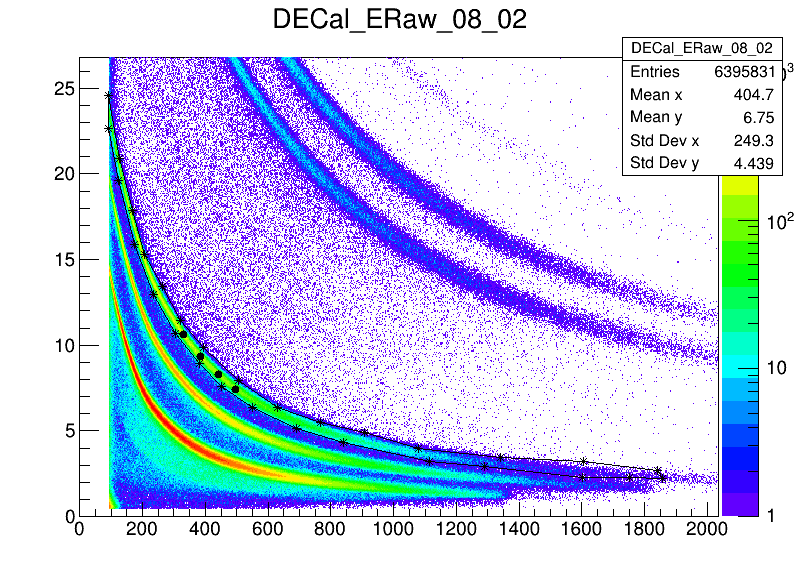 DECal_ERaw_08_02
DECal_ERaw_08_02
Entries 6395831
Mean x 404.7
Mean y 6.75
Std Dev x 249.3
Std Dev y 4.439
25
20
15
10
5
0
0 200 400 600 800 1000 1200 1400 1600 1800 2000
10²
10
1